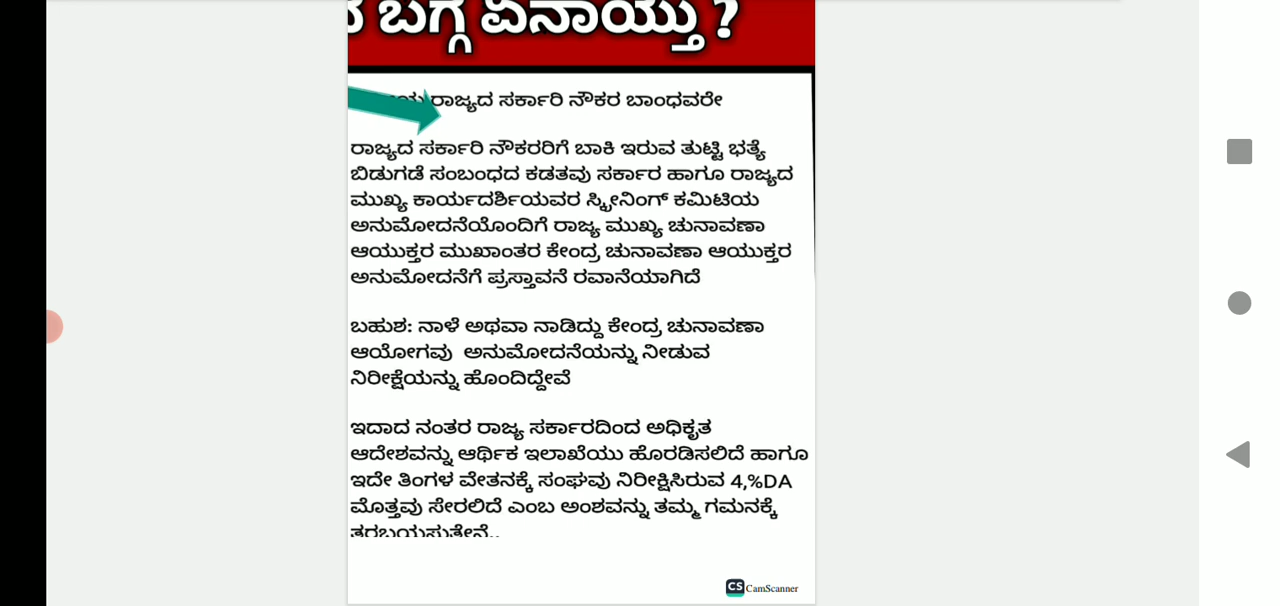 ಬಗ್ಗೆ ಏನಾಯ್ತು ?
ರಾಜ್ಯದ ಸರ್ಕಾರಿ ನೌಕರ ಬಾಂಧವರೇ
ರಾಜ್ಯದ ಸರ್ಕಾರಿ ನೌಕರರಿಗೆ ಬಾಕಿ ಇರುವ ತುಟ್ಟಿ ಭತ್ಯೆ
ಬಿಡುಗಡೆ ಸಂಬಂಧದ ಕಡತವು ಸರ್ಕಾರ ಹಾಗೂ ರಾಜ್ಯದ
ಮುಖ್ಯ ಕಾರ್ಯದರ್ಶಿಯವರ ಸ್ಕ್ರೀನಿಂಗ್ ಕಮಿಟಿಯ
ಅನುಮೋದನೆಯೊಂದಿಗೆ ರಾಜ್ಯ ಮುಖ್ಯ ಚುನಾವಣಾ
ಆಯುಕ್ತರ ಮುಖಾಂತರ ಕೇಂದ್ರ ಚುನಾವಣಾ ಆಯುಕ್ತರ
ಅನುಮೋದನೆಗೆ ಪ್ರಸ್ತಾವನೆ ರವಾನೆಯಾಗಿದೆ
ಬಹುಶ: ನಾಳೆ ಅಥವಾ ನಾಡಿದ್ದು ಕೇಂದ್ರ ಚುನಾವಣಾ
ಆಯೋಗವು ಅನುಮೋದನೆಯನ್ನು ನೀಡುವ
ನಿರೀಕ್ಷೆಯನ್ನು ಹೊಂದಿದ್ದೇವೆ
ಇದಾದ ನಂತರ ರಾಜ್ಯ ಸರ್ಕಾರದಿಂದ ಅಧಿಕೃತ
ಆದೇಶವನ್ನು ಆರ್ಥಿಕ ಇಲಾಖೆಯು ಹೊರಡಿಸಲಿದೆ ಹಾಗೂ
ಇದೇ ತಿಂಗಳ ವೇತನಕ್ಕೆ ಸಂಘವು ನಿರೀಕ್ಷಿಸಿರುವ 4,%DA
ಮೊತ್ತವು ಸೇರಲಿದೆ ಎಂಬ ಅಂಶವನ್ನು ತಮ್ಮ ಗಮನಕ್ಕೆ
ತರಬಯಸುತ್ತೇನೆ..
CS CamScanner